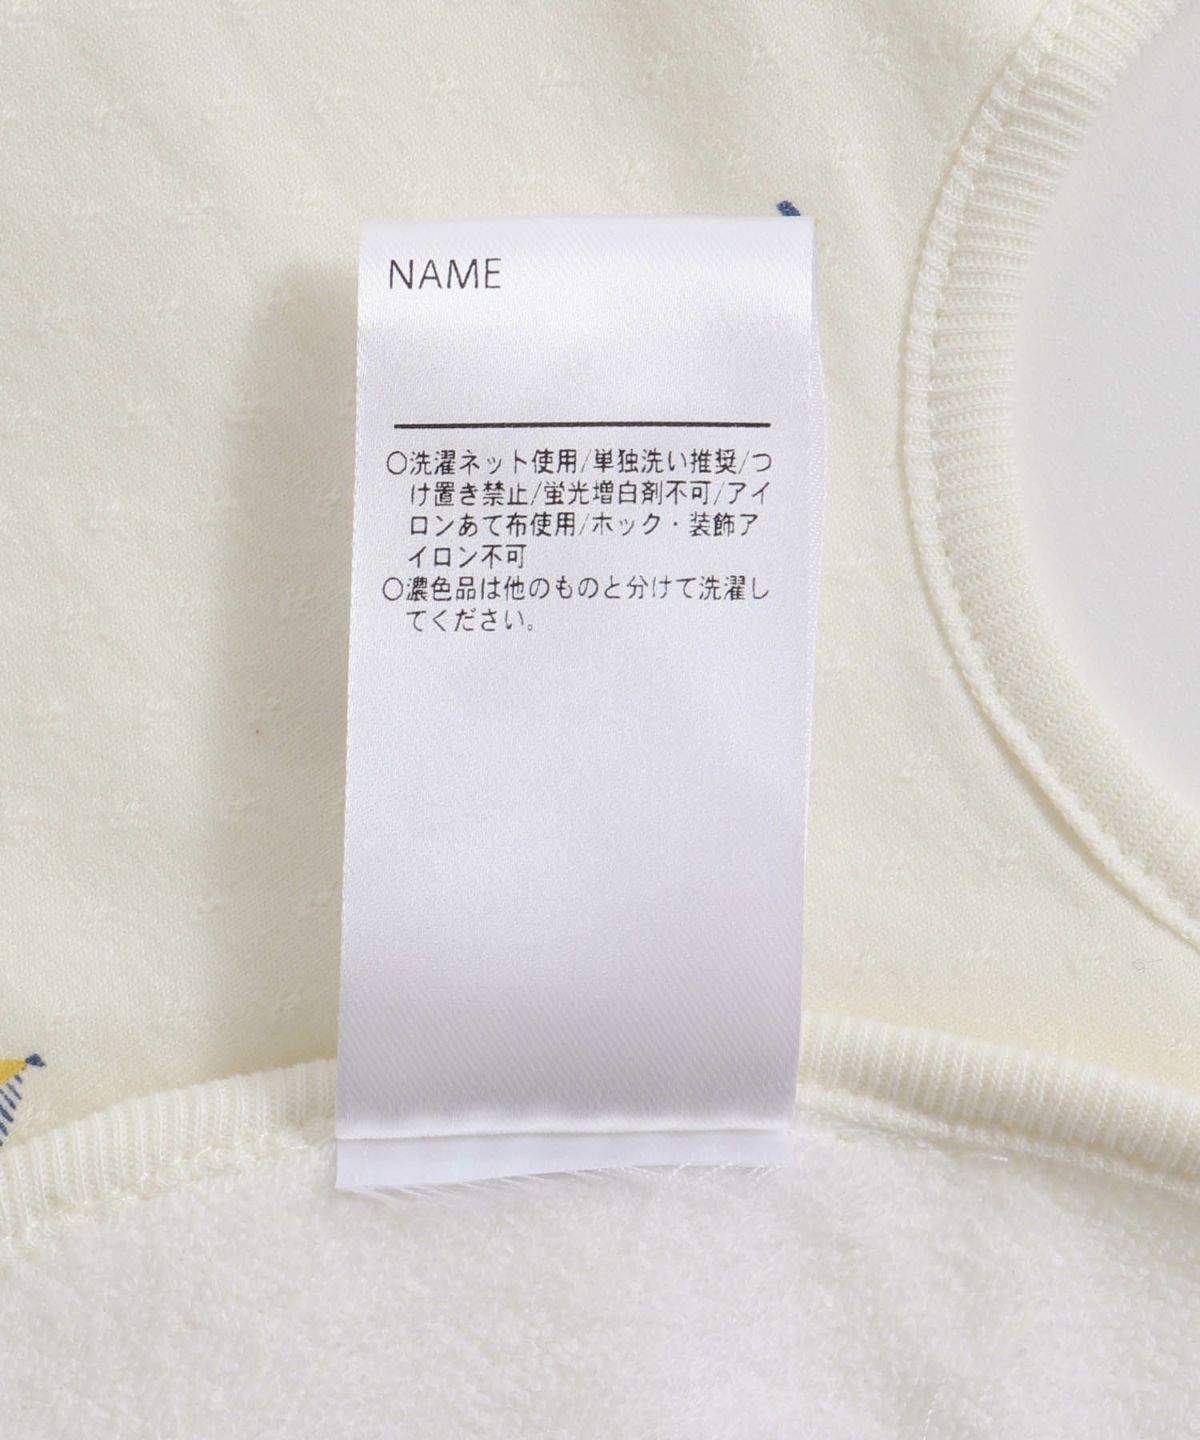 NAME
○洗濯ネット使用/単独洗い推奨/つ
け置き禁止/蛍光増白剤不可/アイ
ロンあて布使用/ホック・装飾ア
イロン不可
○濃色品は他のものと分けて洗濯し
てください。